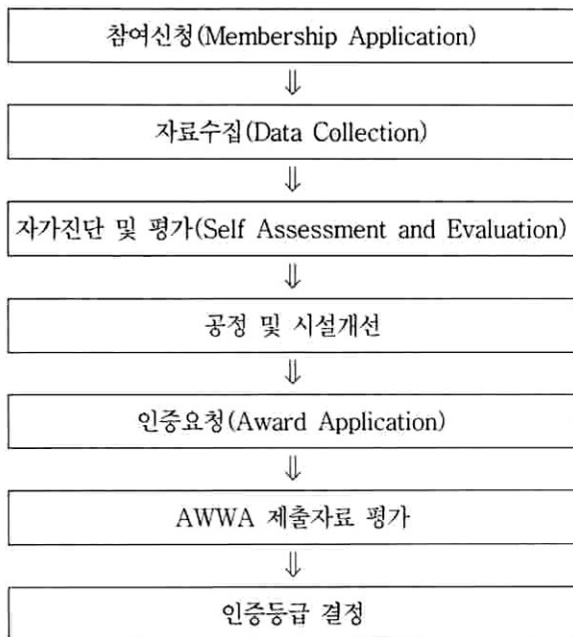 참여신청(Membership Application)
⇓
자료수집(Data Collection)
⇓
자가진단 및 평가(Self Assessment and Evaluation)
⇓
공정 및 시설개선
⇓
인증요청(Award Application)
⇓
AWWA 제출자료 평가
⇓
인증등급 결정